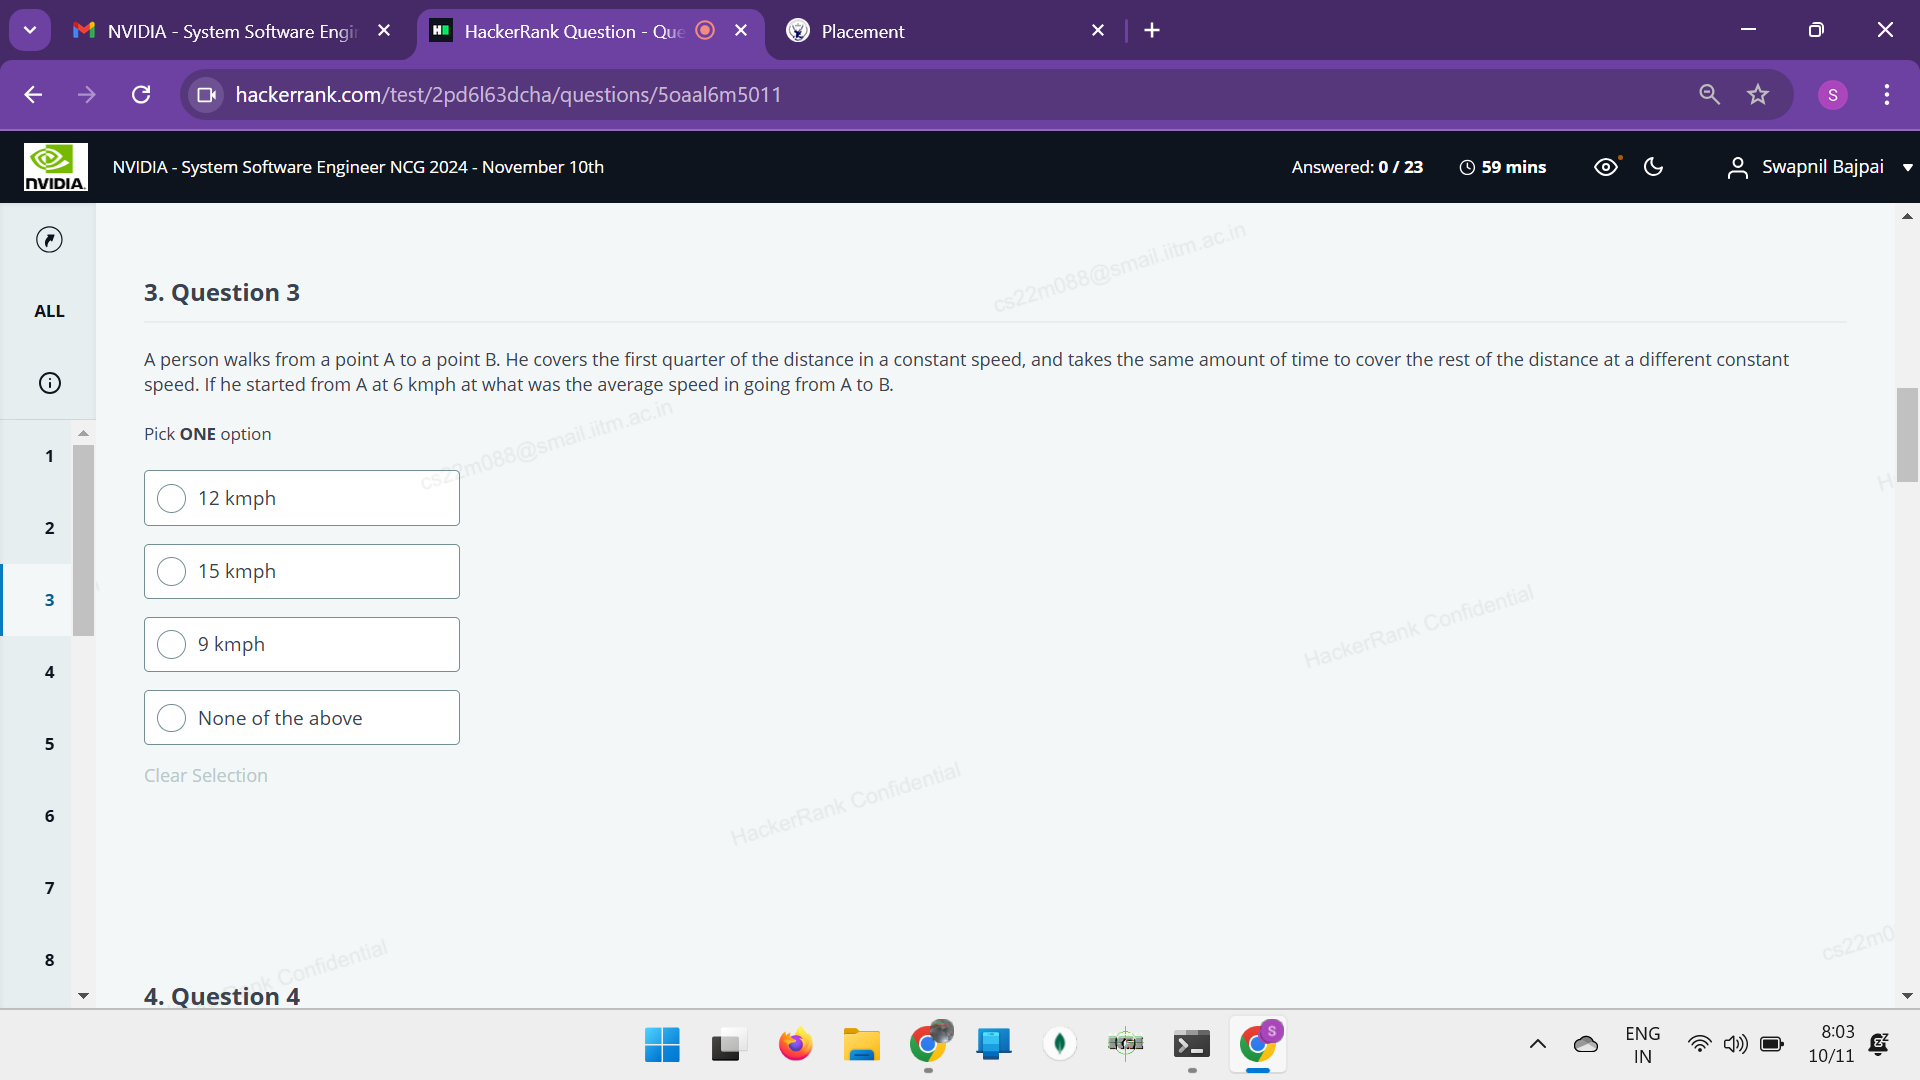 NVIDIA - System Software Engir
HackerRank Question - Que
Placement
hackerrank.com/test/2pd6l63dcha/questions/5oaal6m5011
S
NVIDIA
NVIDIA - System Software Engineer NCG 2024 - November 10th
Answered: 0 / 23
59 mins
Swapnil Bajpai
ALL
1
2
3
4
5
6
7
8
3. Question 3
A person walks from a point A to a point B. He covers the first quarter of the distance in a constant speed, and takes the same amount of time to cover the rest of the distance at a different constant
speed. If he started from A at 6 kmph at what was the average speed in going from A to B.
Pick ONE option
12 kmph
15 kmph
9 kmph
None of the above
Clear Selection
4. Question 4
cs22m088@smail.iitm.ac.in
cs22m088@smail.iitm.ac.in
H
HackerRank Confidential
HackerRank Confidential
cs22m0
nk Confidential
S
ENG
IN
8:03
10/11